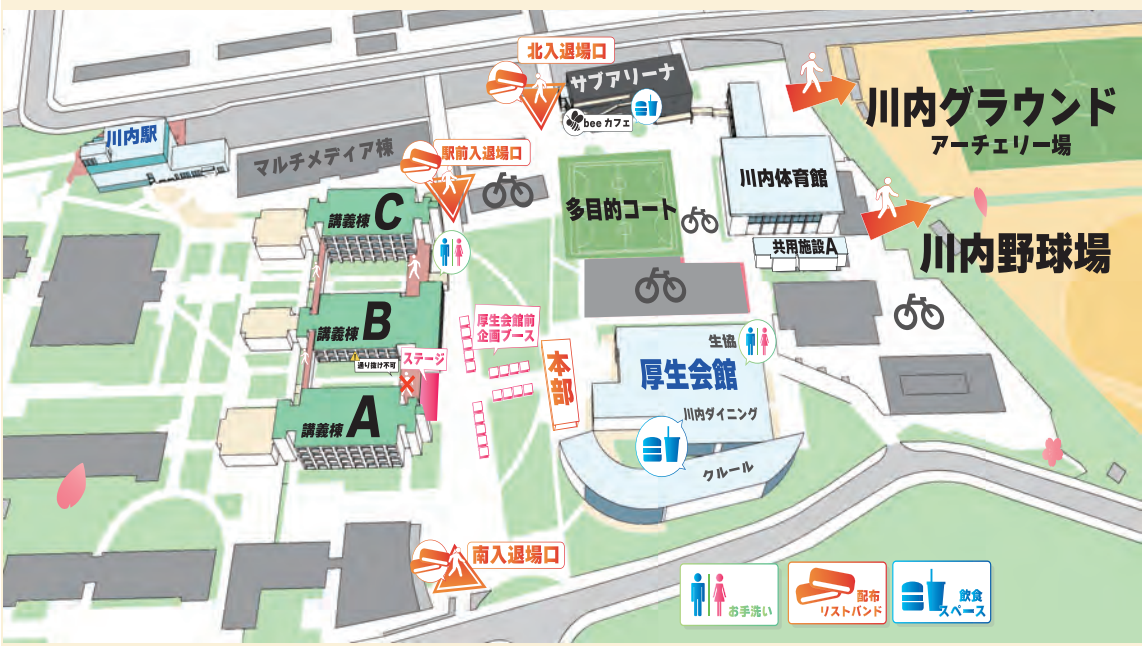 北入退場口
サブアリーナ
bee カフェ
川内グラウンド
アーチェリー場
川内駅
マルチメディア棟
駅前入退場口
講義棟 C
多目的コート
川内体育館
共用施設A
川内野球場
講義棟 B
通り抜け不可
ステージ
厚生会館前
企画ブース
本部
生協
厚生会館
川内ダイニング
クルール
講義棟 A
南入退場口
お手洗い
配布
リストバンド
飲食
スペース